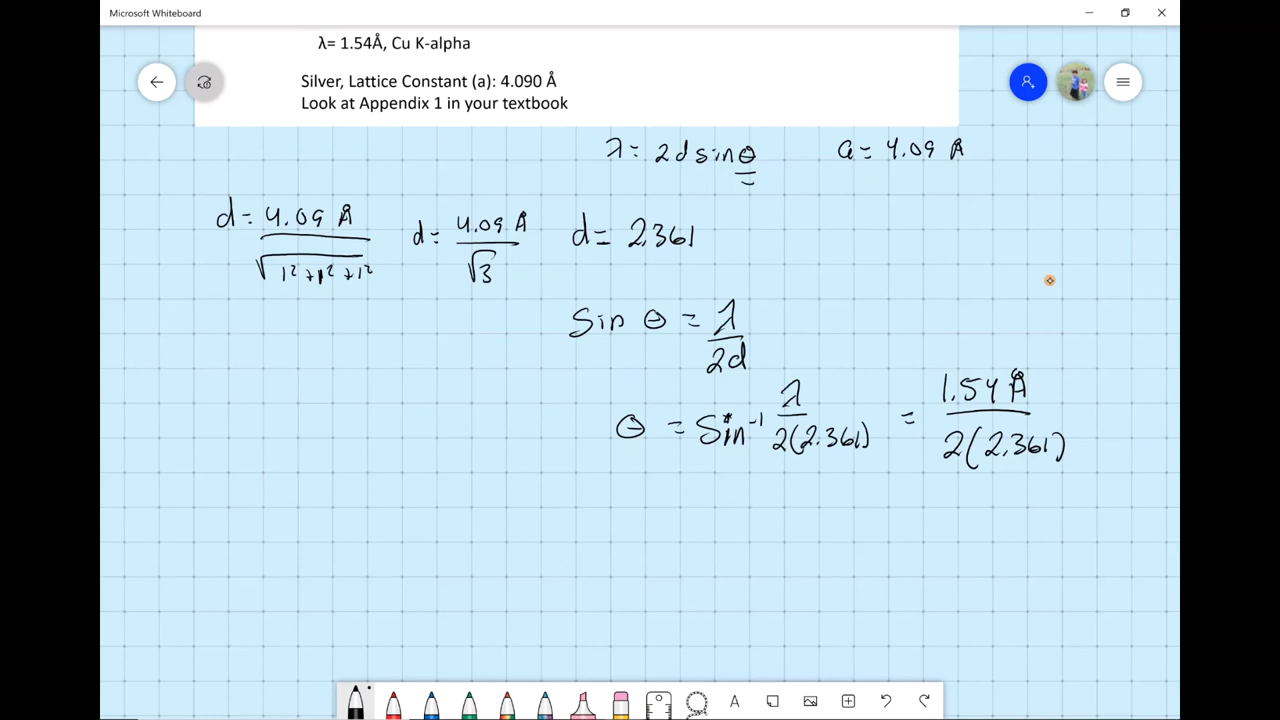 Microsoft Whiteboard
λ= 1.54Å, Cu K-alpha
Silver, Lattice Constant (a): 4.090 Å
Look at Appendix 1 in your textbook
λ = 2d sinθ a = 4.09 Å
d = 4.09 Å / √1² + 1² + 1² d = 4.09 Å / √3 d = 2.361
Sin θ = λ / 2d
θ = Sin⁻¹ λ / 2(2.361) = 1.54 Å / 2(2.361)
A